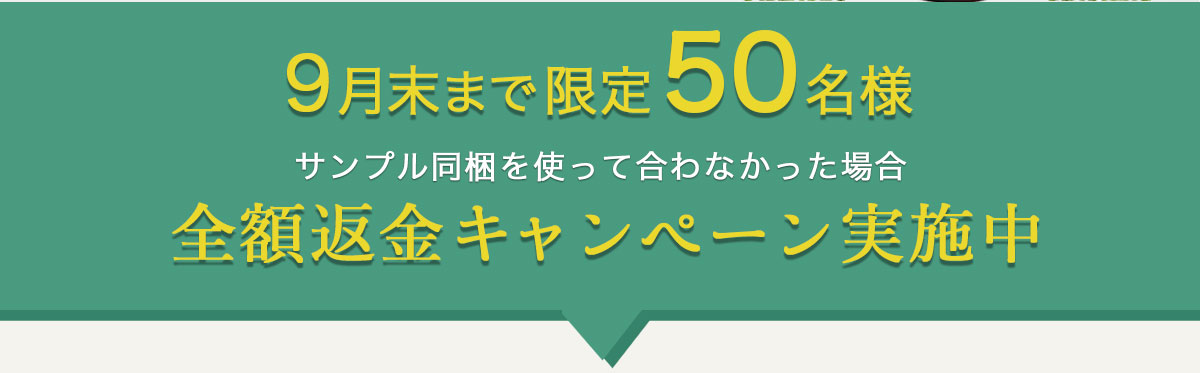 9月末まで限定50名様
サンプル同梱を使って合わなかった場合
全額返金キャンペーン実施中